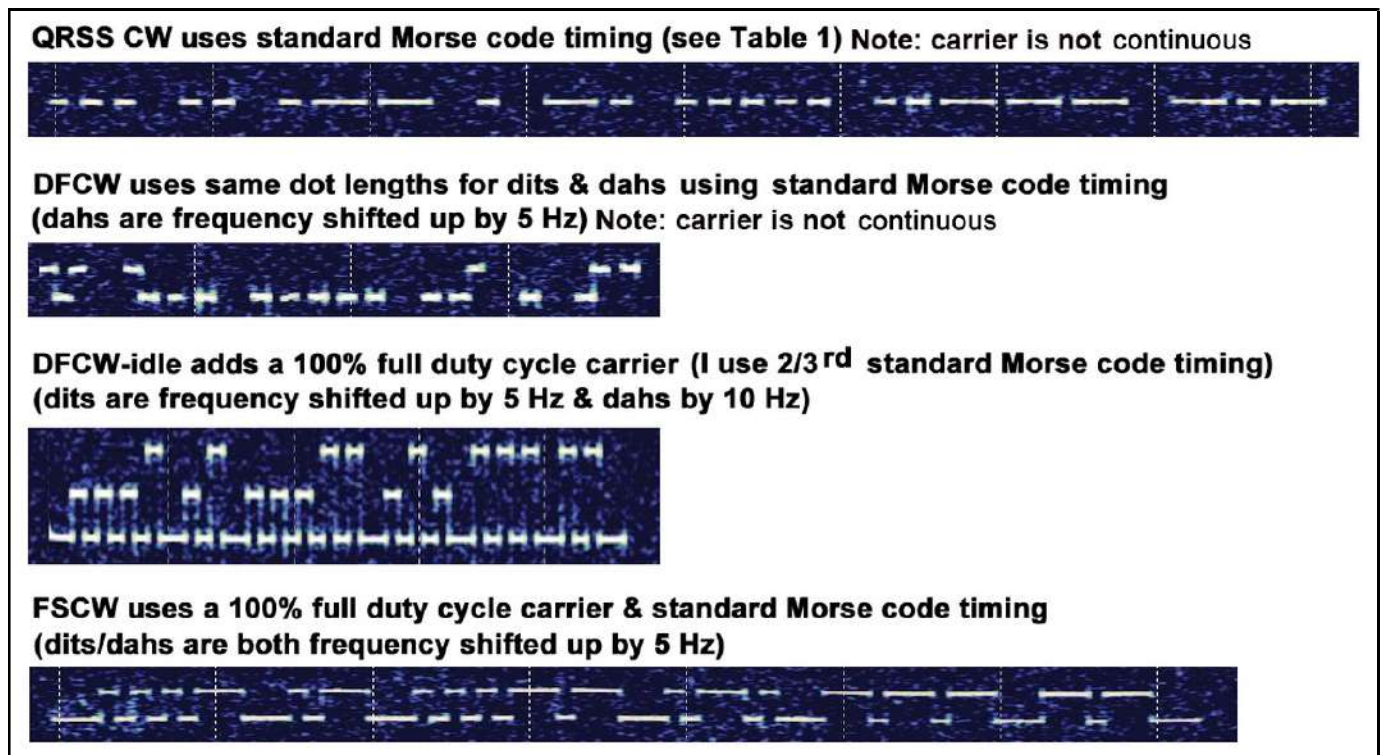 QRSS CW uses standard Morse code timing (see Table 1) Note: carrier is not continuous
DFCW uses same dot lengths for dits & dahs using standard Morse code timing
(dahs are frequency shifted up by 5 Hz) Note: carrier is not continuous
DFCW-idle adds a 100% full duty cycle carrier (I use 2/3rd standard Morse code timing)
(dits are frequency shifted up by 5 Hz & dahs by 10 Hz)
FSCW uses a 100% full duty cycle carrier & standard Morse code timing
(dits/dahs are both frequency shifted up by 5 Hz)